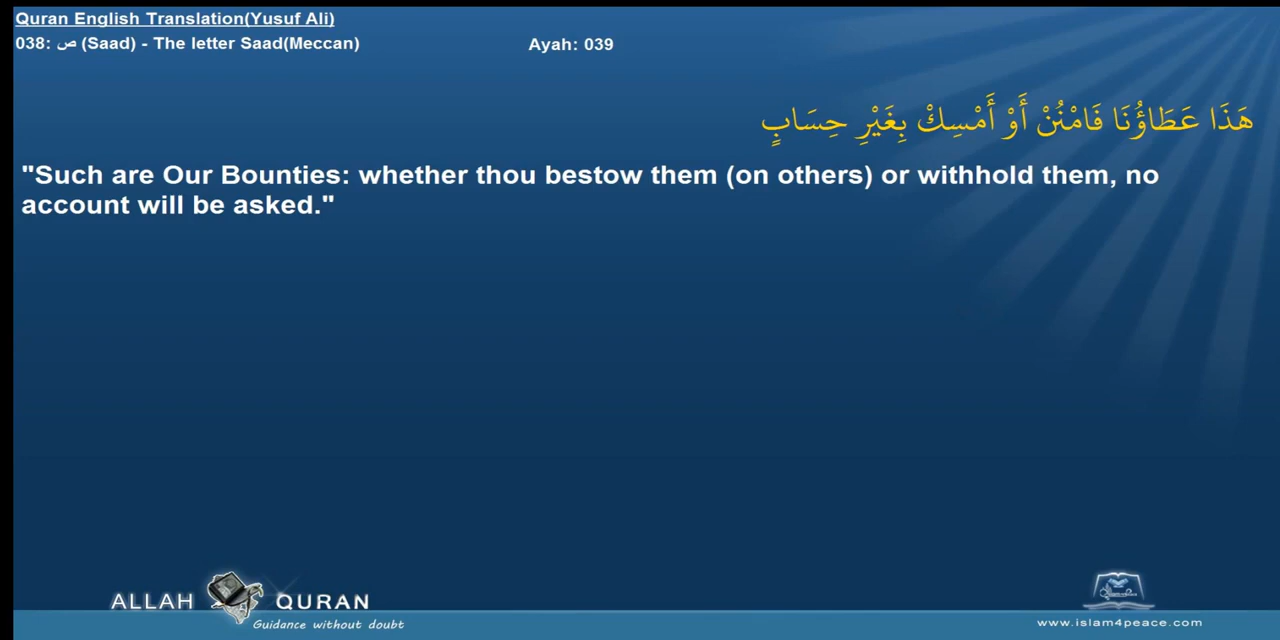 Quran English Translation(Yusuf Ali)
038: ص (Saad) - The letter Saad(Meccan) Ayah: 039
هَذَا عَطَاؤُنَا فَامْنُنْ أَوْ أَمْسِكْ بِغَيْرِ حِسَابٍ
"Such are Our Bounties: whether thou bestow them (on others) or withhold them, no
account will be asked."
ALLAH QURAN
Guidance without doubt
www.islam4peace.com